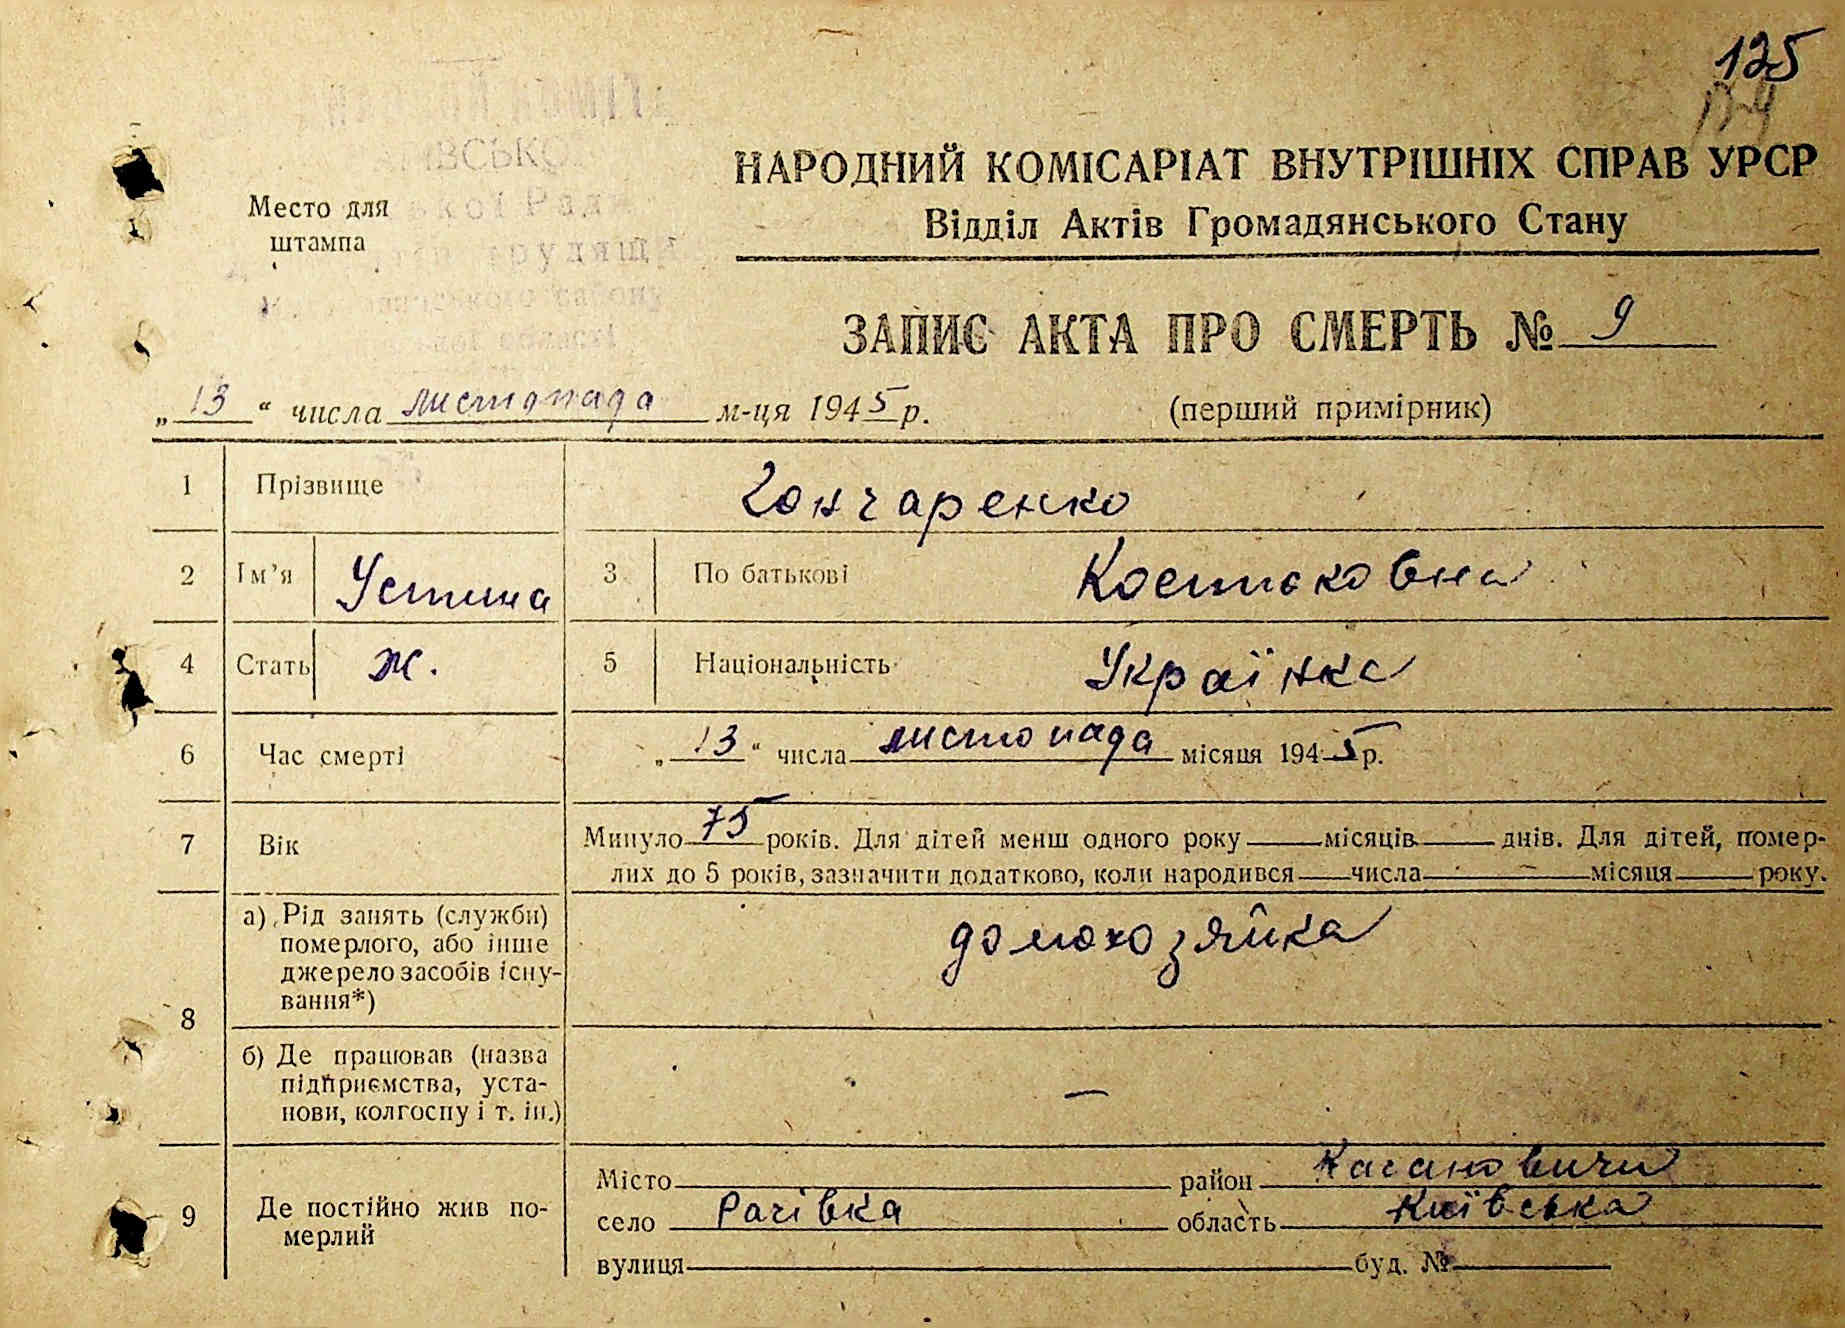 125
НАРОДНИЙ КОМІСАРІАТ ВНУТРІШНІХ СПРАВ УРСР
Відділ Актів Громадянського Стану
Место для
штампа
ЗАПИС АКТА ПРО СМЕРТЬ № 9
„13“ числа листопада м-ця 1945 р.
(перший примірник)
1 Прізвище Гончаренко
2 Ім'я Устина 3 По батькові
4 Стать ж. 5 Національність Українка
6 Час смерті „13“ числа листопада місяця 1945 р.
7 Вік Минуло 75 років. Для дітей менш одного року місяців днів. Для дітей, помер-
лих до 5 років, зазначити додатково, коли народився числа місяця року.
8 а) Рід занять (служби)
померлого, або інше
джерело засобів існу-
вання*)
домохозяйка
б) Де працював (назва
підприємства, уста-
нови, колгоспу і т. ін.)
—
9 Де постійно жив по-
мерлий
Місто район Кагановичи
село Рагівка область Київська
вулиця буд. №